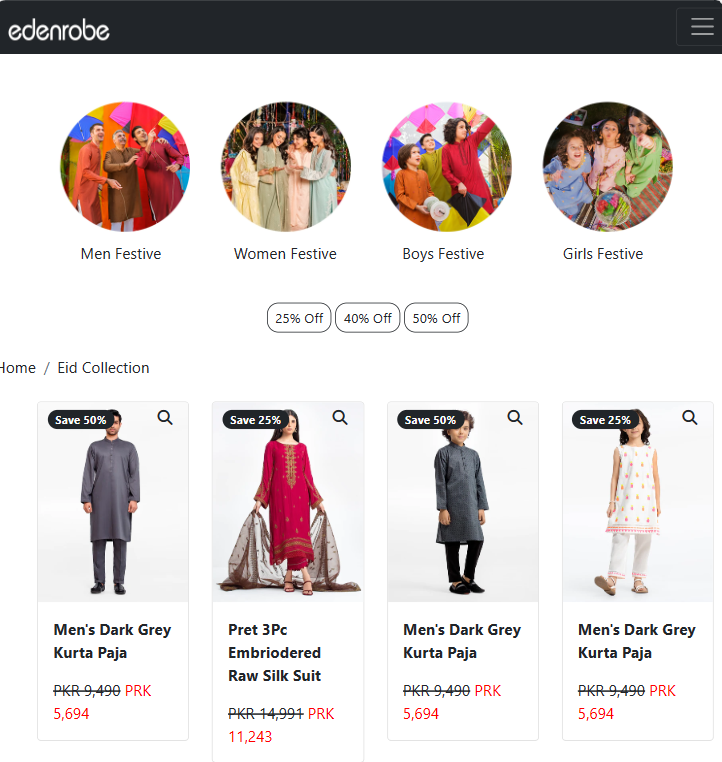 edenrobe
Men Festive
Women Festive
Boys Festive
Girls Festive
25% Off
40% Off
50% Off
Home / Eid Collection
Save 50%
Men's Dark Grey
Kurta Paja
PKR 9,490 PRK
5,694
Save 25%
Pret 3Pc
Embriodered
Raw Silk Suit
PKR 14,991 PRK
11,243
Save 50%
Men's Dark Grey
Kurta Paja
PKR 9,490 PRK
5,694
Save 25%
Men's Dark Grey
Kurta Paja
PKR 9,490 PRK
5,694